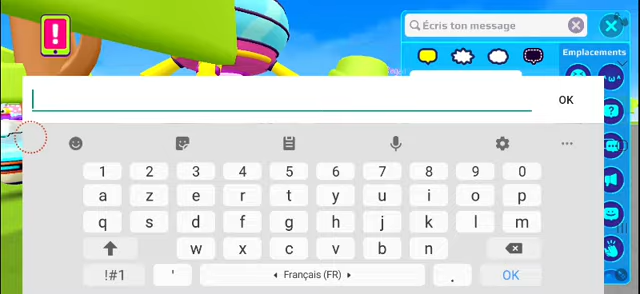 Écris ton message
Emplacements
OK
1 2 3 4 5 6 7 8 9 0
a z e r t y u i o p
q s d f g h j k l m
w x c v b n
!#1 ' Français (FR) . OK